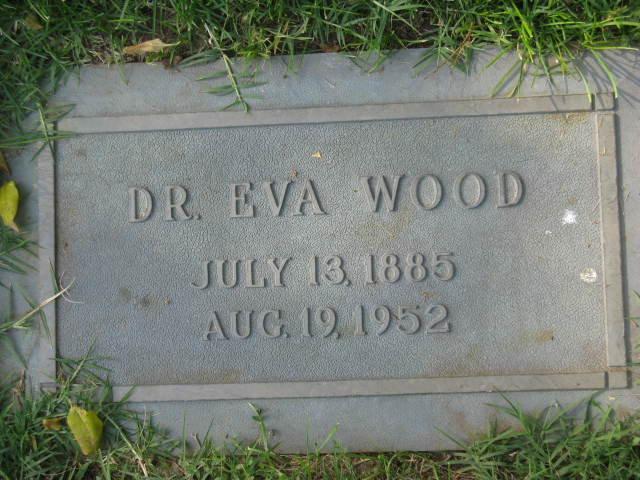 DR. EVA WOOD
JULY 13, 1885
AUG. 19, 1952